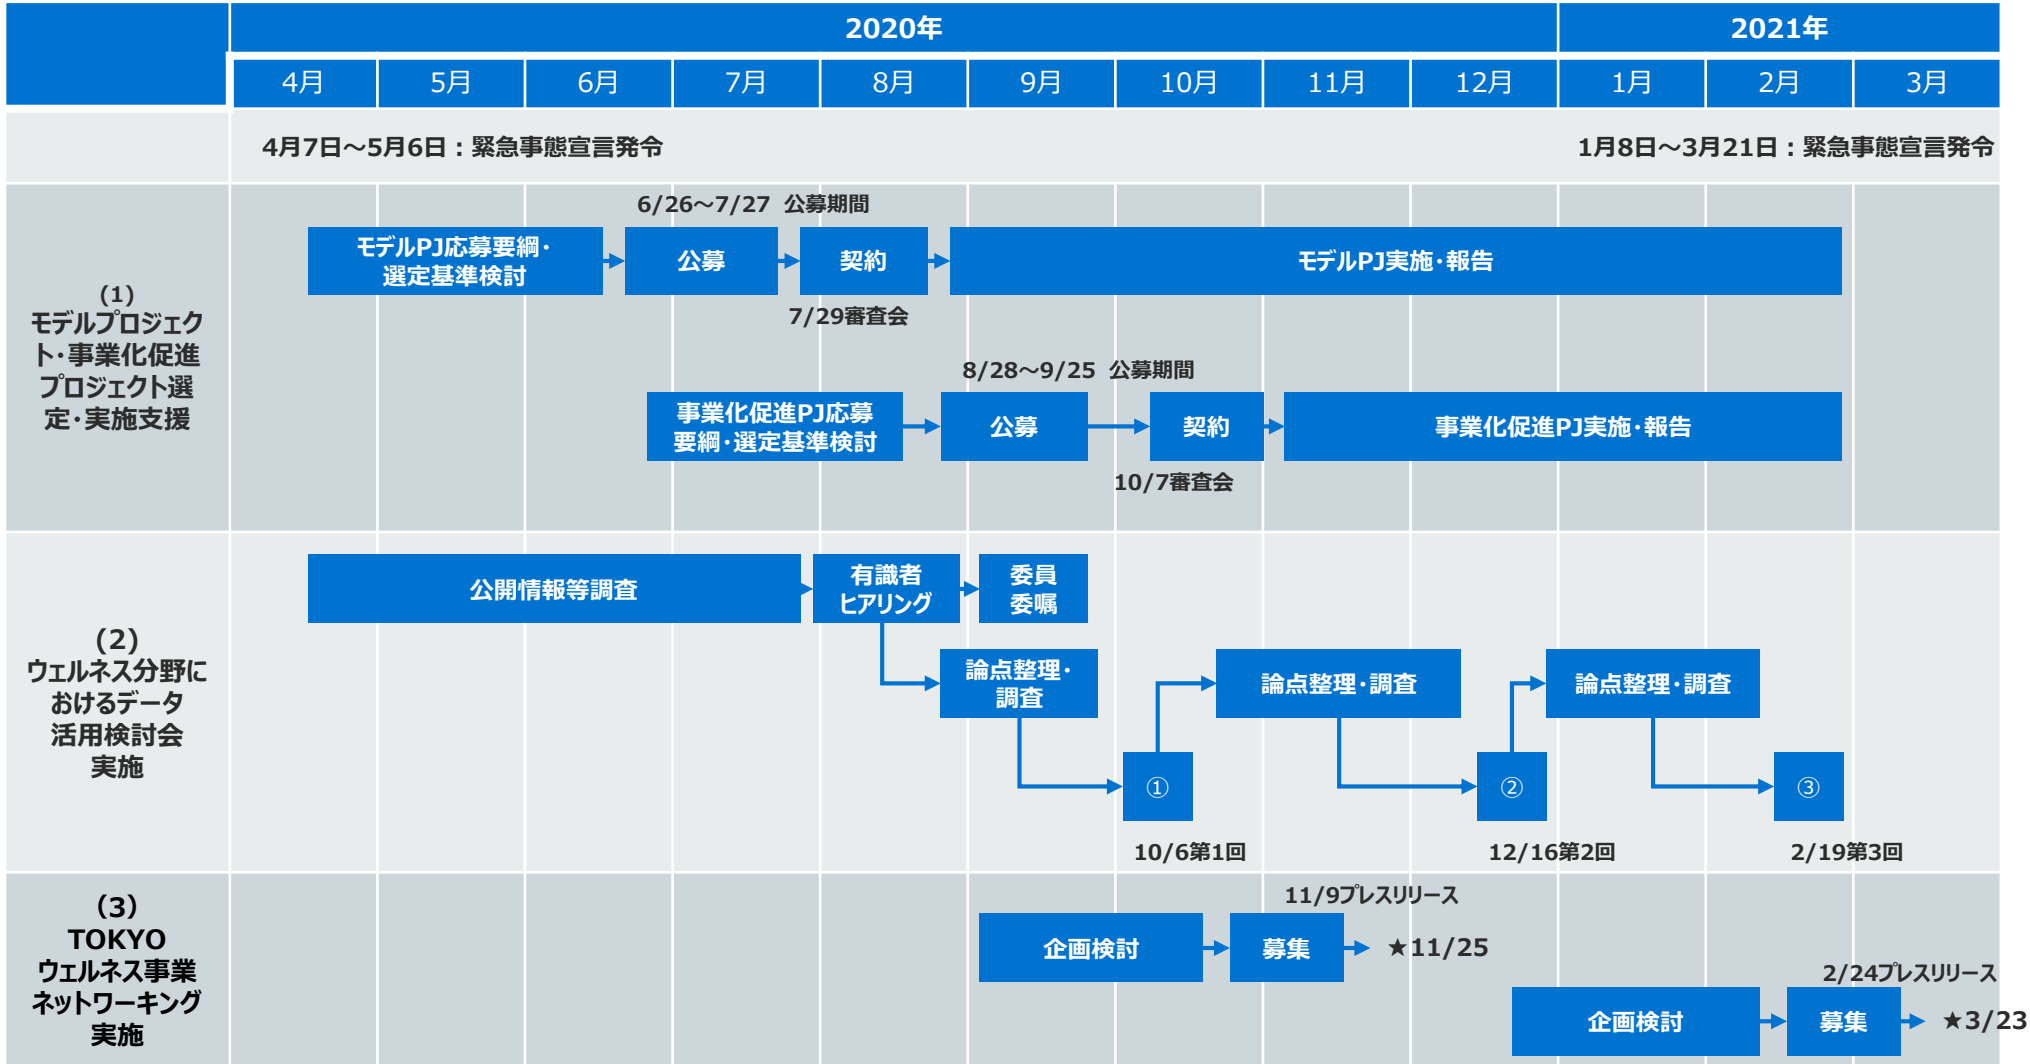 2020年
2021年
4月
5月
6月
7月
8月
9月
10月
11月
12月
1月
2月
3月
4月7日～5月6日：緊急事態宣言発令
1月8日～3月21日：緊急事態宣言発令
(1)
モデルプロジェク
ト・事業化促進
プロジェクト選
定・実施支援
6/26～7/27 公募期間
モデルPJ応募要綱・
選定基準検討
公募
契約
モデルPJ実施・報告
7/29審査会
8/28～9/25 公募期間
事業化促進PJ応募
要綱・選定基準検討
公募
契約
事業化促進PJ実施・報告
10/7審査会
(2)
ウェルネス分野に
おけるデータ
活用検討会
実施
公開情報等調査
有識者
ヒアリング
委員
委嘱
論点整理・
調査
論点整理・調査
論点整理・調査
①
②
③
10/6第1回
12/16第2回
2/19第3回
(3)
TOKYO
ウェルネス事業
ネットワーキング
実施
11/9プレスリリース
企画検討
募集
★11/25
2/24プレスリリース
企画検討
募集
★3/23